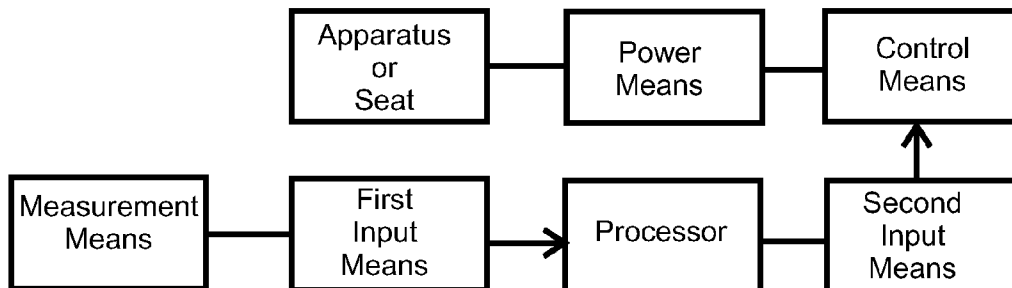 Apparatus
or
Seat
Power
Means
Control
Means
Measurement
Means
First
Input
Means
Processor
Second
Input
Means